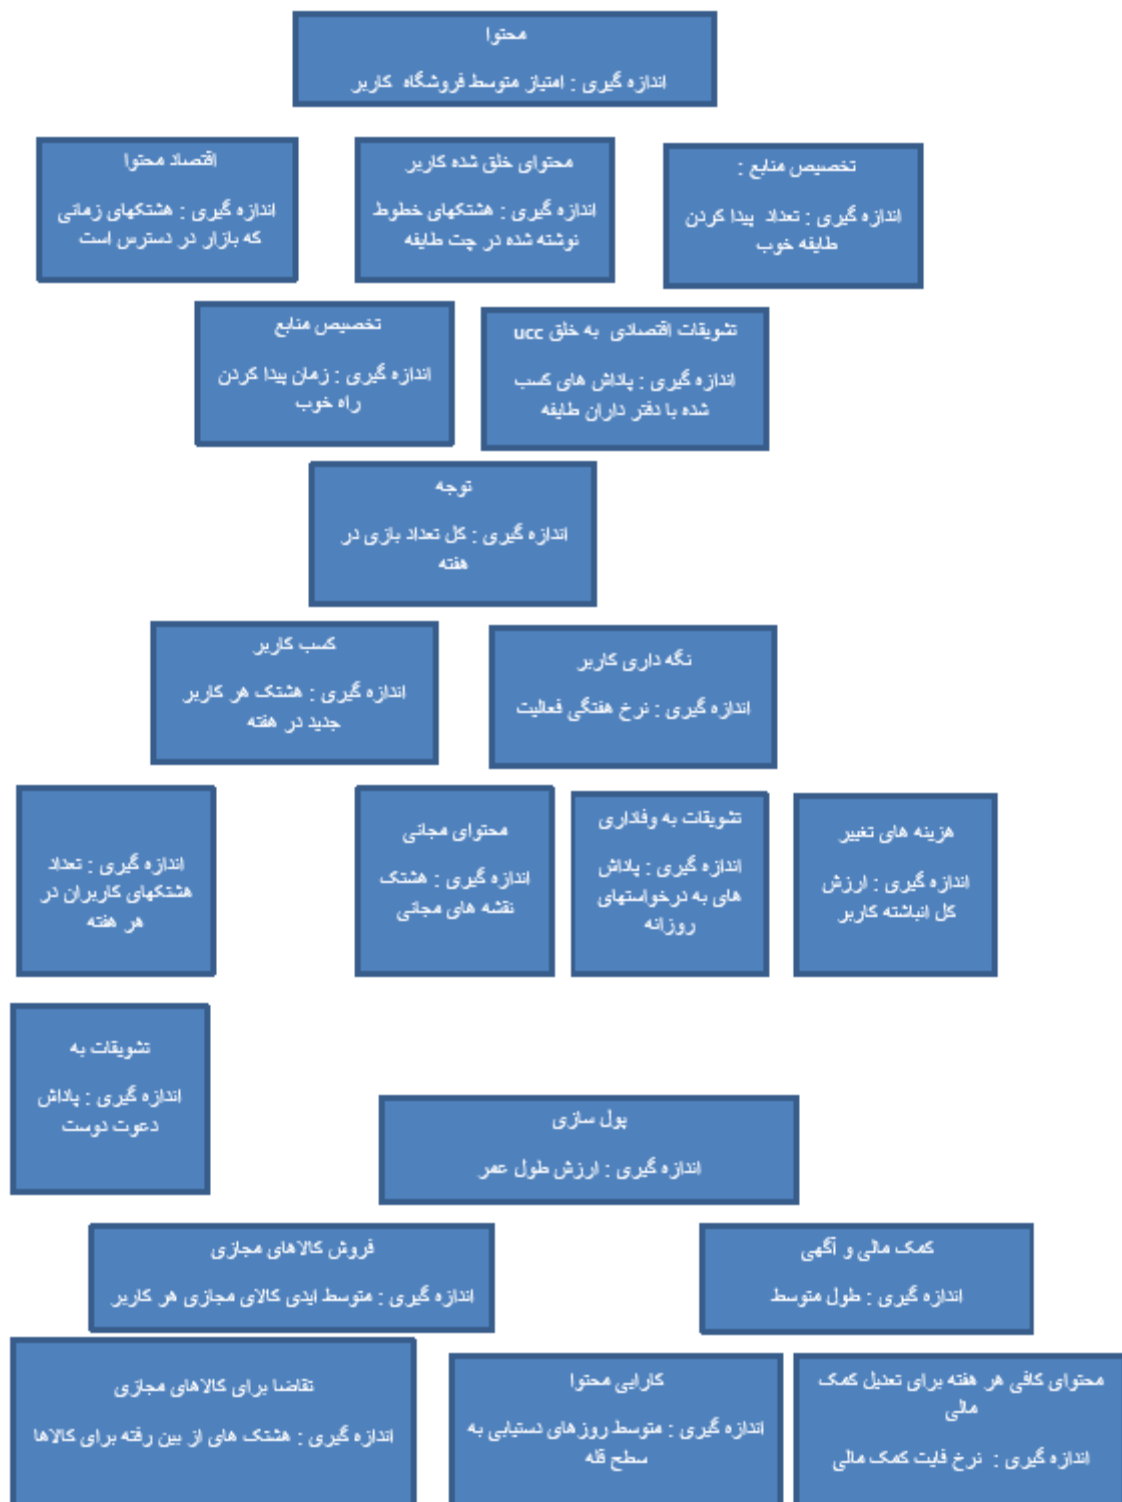 محتوا
اندازه گیری : امتیاز متوسط فروشگاه کاربر
تخصیص منابع :
اندازه گیری : تعداد پیدا کردن
طایفه خوب
محتوای خلق شده کاربر
اندازه گیری : هشتکهای خطوط
نوشته شده در چت طایفه
اقتصاد محتوا
اندازه گیری : هشتکهای زمانی
که بازار در دسترس است
تشویقات اقتصادی به خلق ucc
اندازه گیری : پاداش های کسب
شده با دفتر داران طایفه
تخصیص منابع
اندازه گیری : زمان پیدا کردن
راه خوب
توجه
اندازه گیری : کل تعداد بازی در
هفته
نگه داری کاربر
اندازه گیری : نرخ هفتگی فعالیت
کسب کاربر
اندازه گیری : هشتک هر کاربر
جدید در هفته
هزینه های تغییر
اندازه گیری : ارزش
کل انباشته کاربر
تشویقات به وفاداری
اندازه گیری : پاداش
های به درخواستهای
روزانه
محتوای مجانی
اندازه گیری : هشتک
نقشه های مجانی
اندازه گیری : تعداد
هشتکهای کاربران در
هر هفته
تشویقات به
اندازه گیری : پاداش
دعوت دوست
پول سازی
اندازه گیری : ارزش طول عمر
کمک مالی و آگهی
اندازه گیری : طول متوسط
فروش کالاهای مجازی
اندازه گیری : متوسط ایدی کالای مجازی هر کاربر
محتوای کافی هر هفته برای تعدیل کمک
مالی
اندازه گیری : نرخ فایت کمک مالی
کارایی محتوا
اندازه گیری : متوسط روزهای دستیابی به
سطح قله
تقاضا برای کالاهای مجازی
اندازه گیری : هشتک های از بین رفته برای کالاها